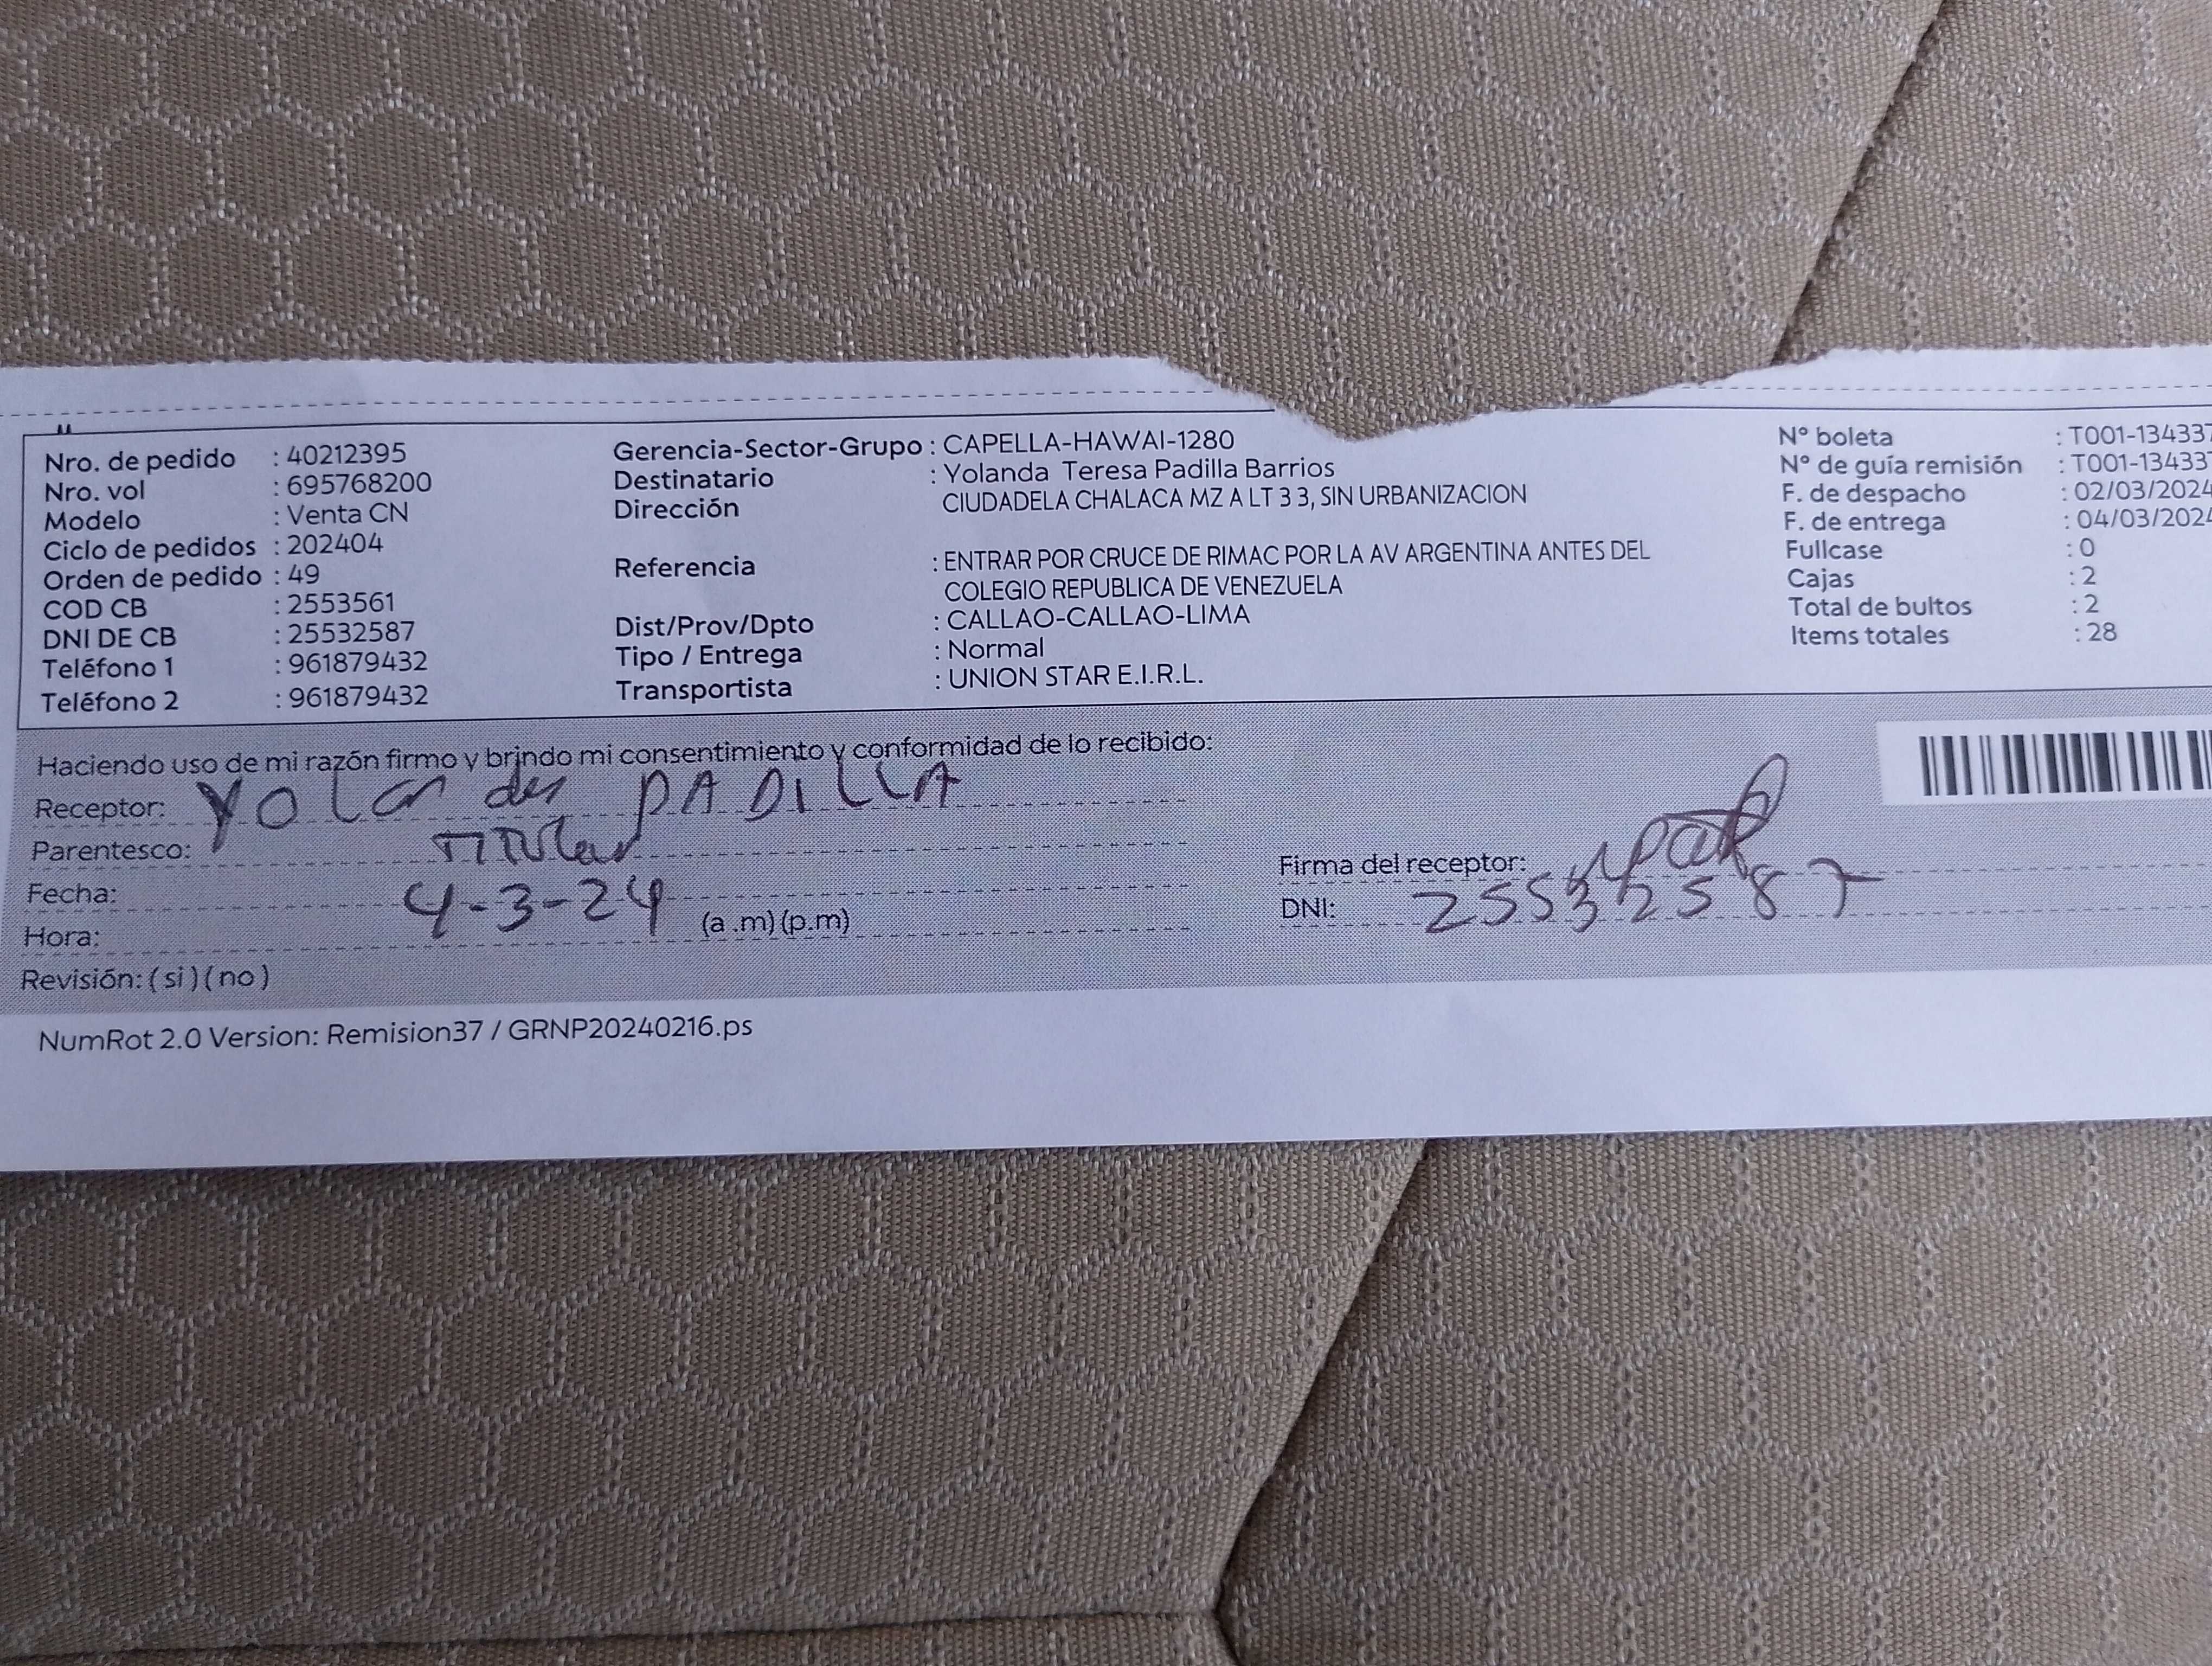 Nro. de pedido : 40212395
Nro. vol : 695768200
Modelo : Venta CN
Ciclo de pedidos : 202404
Orden de pedido : 49
COD CB : 2553561
DNI DE CB : 25532587
Teléfono 1 : 961879432
Teléfono 2 : 961879432
Gerencia-Sector-Grupo : CAPELLA-HAWAI-1280
Destinatario : Yolanda Teresa Padilla Barrios
Dirección CIUDADELA CHALACA MZ A LT 3 3, SIN URBANIZACION
Referencia : ENTRAR POR CRUCE DE RIMAC POR LA AV ARGENTINA ANTES DEL
COLEGIO REPUBLICA DE VENEZUELA
Dist/Prov/Dpto : CALLAO-CALLAO-LIMA
Tipo / Entrega : Normal
Transportista : UNION STAR E.I.R.L.
N° boleta : T001-134337
N° de guía remisión : T001-134337
F. de despacho : 02/03/2024
F. de entrega : 04/03/2024
Fullcase : 0
Cajas : 2
Total de bultos : 2
Items totales : 28
Haciendo uso de mi razón firmo y brindo mi consentimiento y conformidad de lo recibido:
Receptor: Yolanda PADILLA
Parentesco: Titular
Fecha: 4-3-24
Hora: (a .m) (p.m)
Revisión: ( si ) ( no )
Firma del receptor:
DNI: 25532587
NumRot 2.0 Version: Remision37 / GRNP20240216.ps